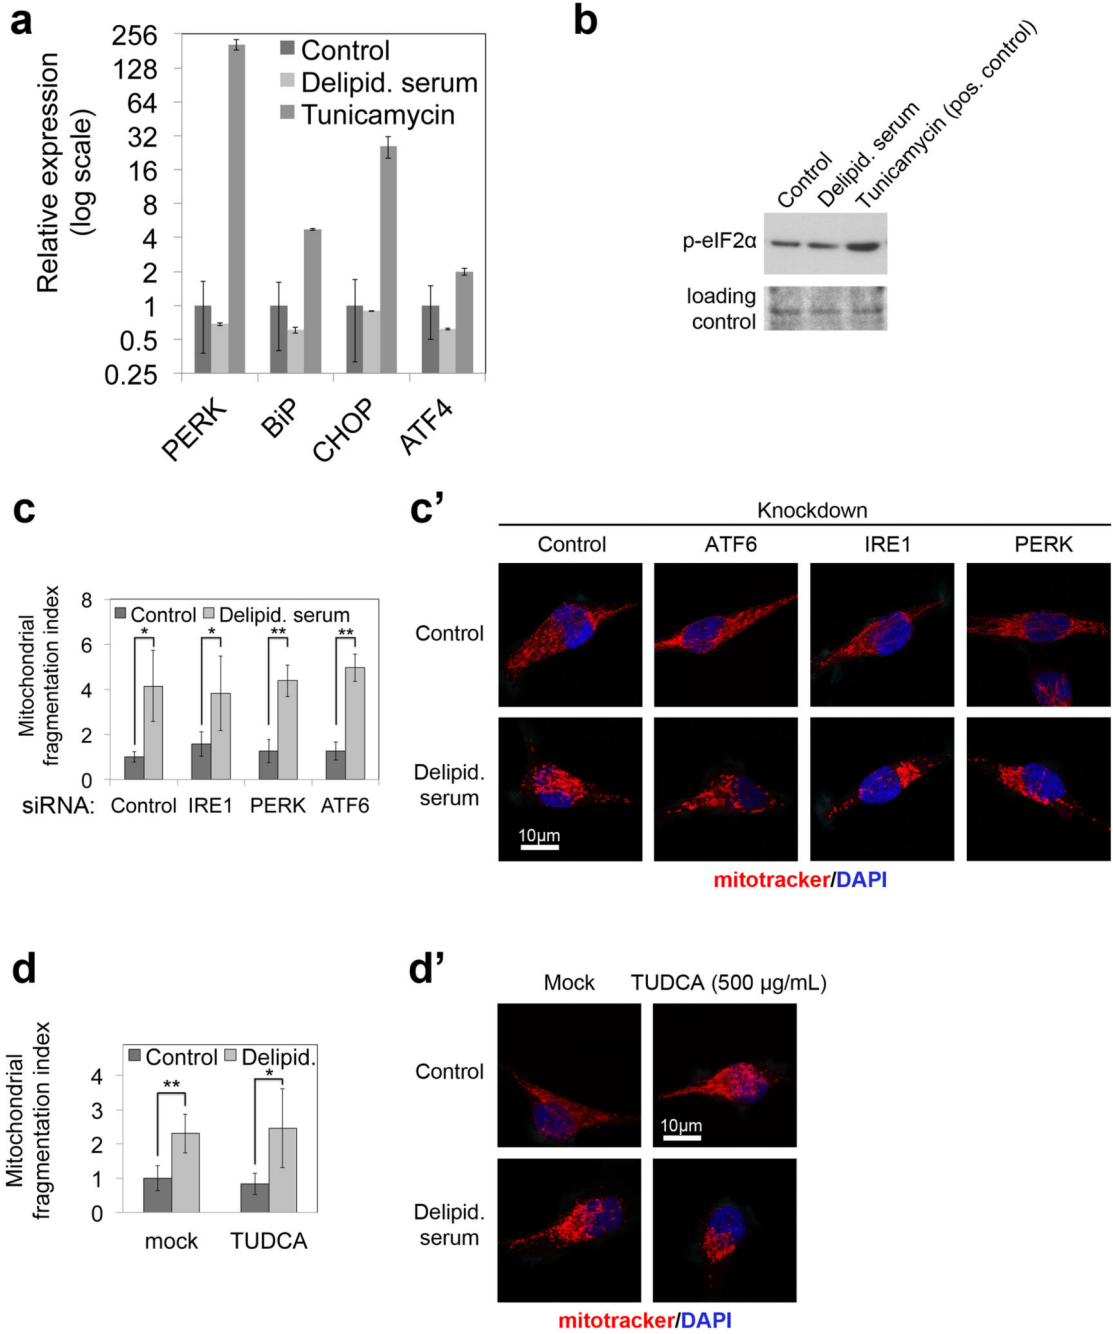 a
Relative expression
(log scale)
256
128
64
32
16
8
4
2
1
0.5
0.25
Control
Delipid. serum
Tunicamycin
PERK
BiP
CHOP
ATF4
b
Control
Delipid. serum
Tunicamycin (pos. control)
p-eIF2α
loading
control
c
Mitochondrial
fragmentation index
8
6
4
2
0
Control
Delipid. serum
*
*
**
**
siRNA:
Control
IRE1
PERK
ATF6
c’
Knockdown
Control
ATF6
IRE1
PERK
Control
Delipid.
serum
10μm
mitotracker/DAPI
d
Mitochondrial
fragmentation index
4
3
2
1
0
Control
Delipid.
**
*
mock
TUDCA
d’
Mock
TUDCA (500 μg/mL)
Control
10μm
Delipid.
serum
mitotracker/DAPI